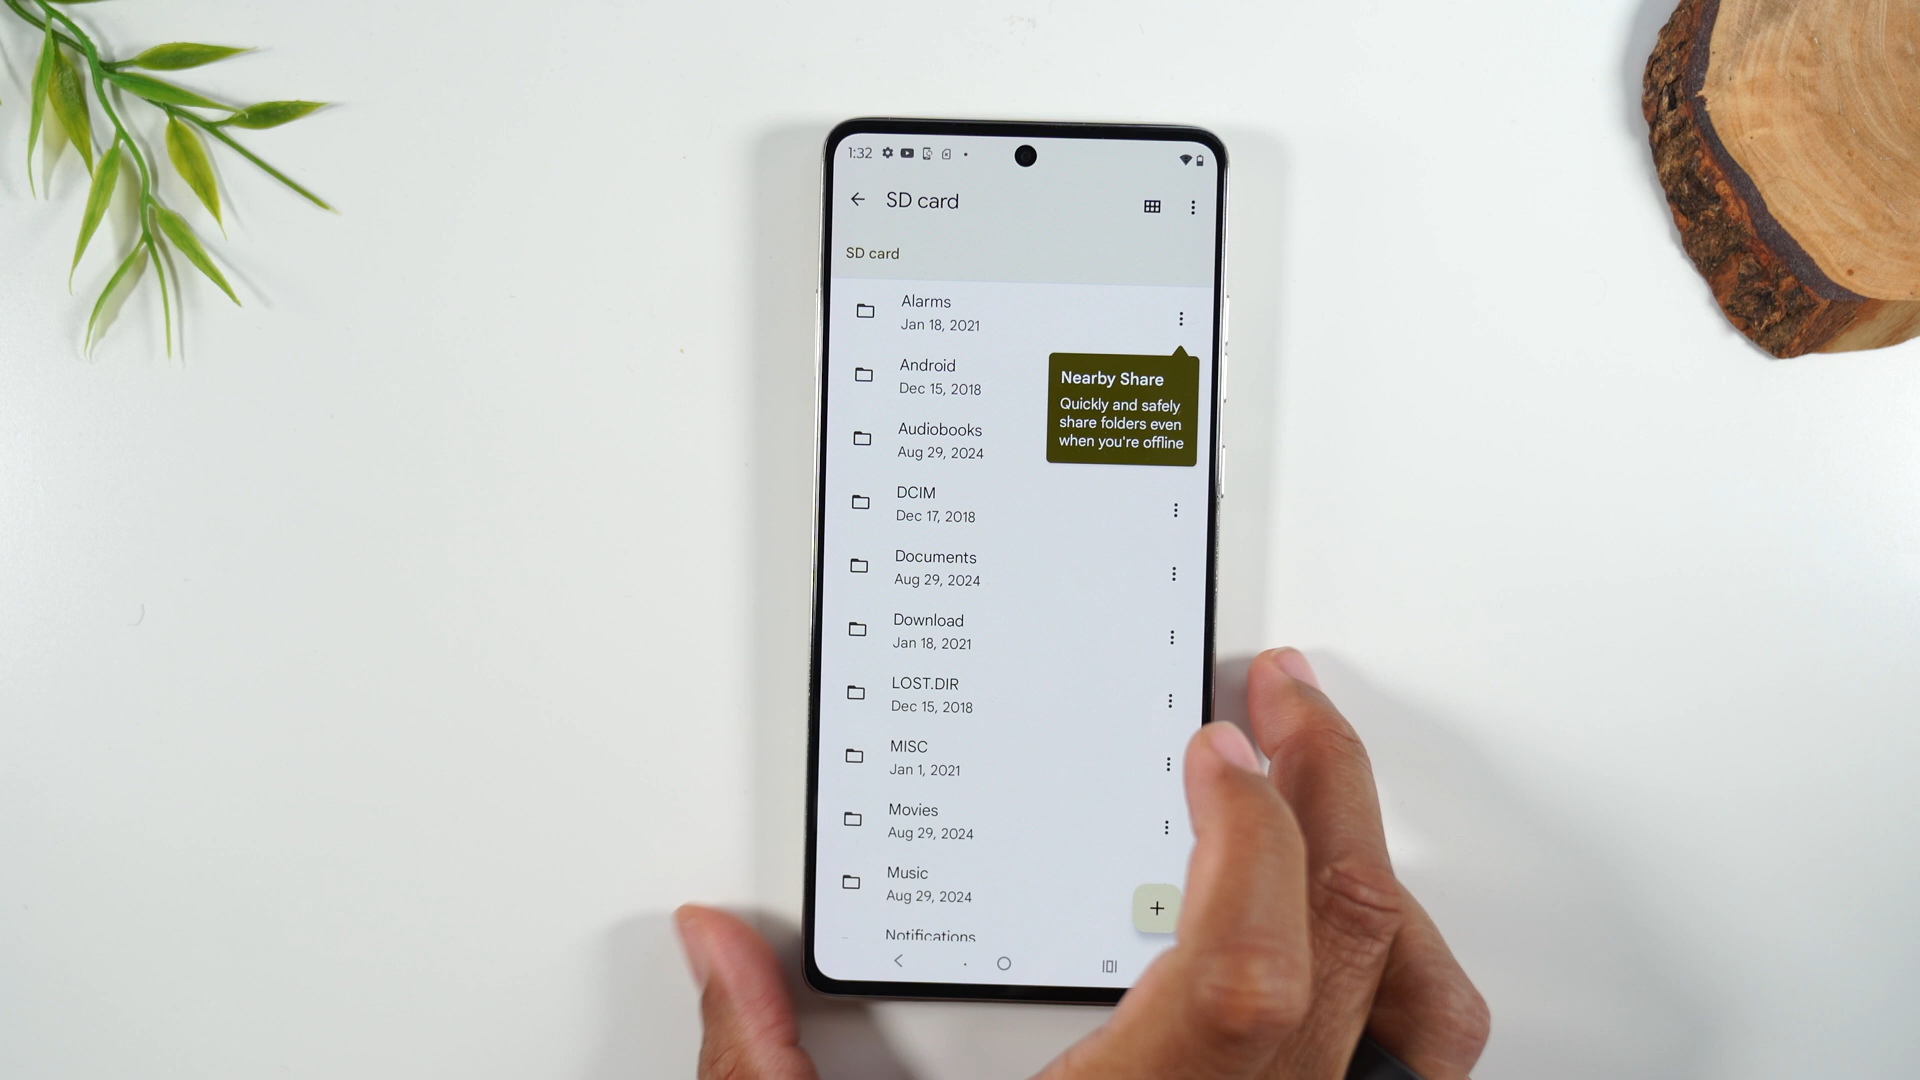 1:32
SD card
SD card
Alarms
Jan 18, 2021
Android
Dec 15, 2018
Nearby Share
Quickly and safely
share folders even
when you're offline
Audiobooks
Aug 29, 2024
DCIM
Dec 17, 2018
Documents
Aug 29, 2024
Download
Jan 18, 2021
LOST.DIR
Dec 15, 2018
MISC
Jan 1, 2021
Movies
Aug 29, 2024
Music
Aug 29, 2024
Notifications